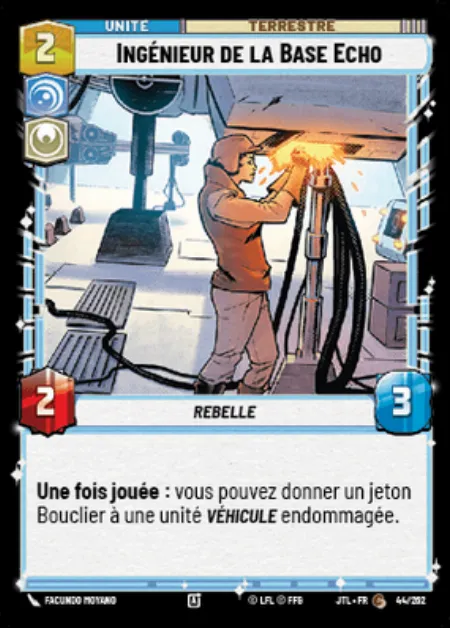 UNITÉ
TERRESTRE
2
INGÉNIEUR DE LA BASE ECHO
2
REBELLE
3
Une fois jouée : vous pouvez donner un jeton
Bouclier à une unité VÉHICULE endommagée.
FACUNDO MOYANO
A
© LFL © FFG
JTL • FR
C
44/262